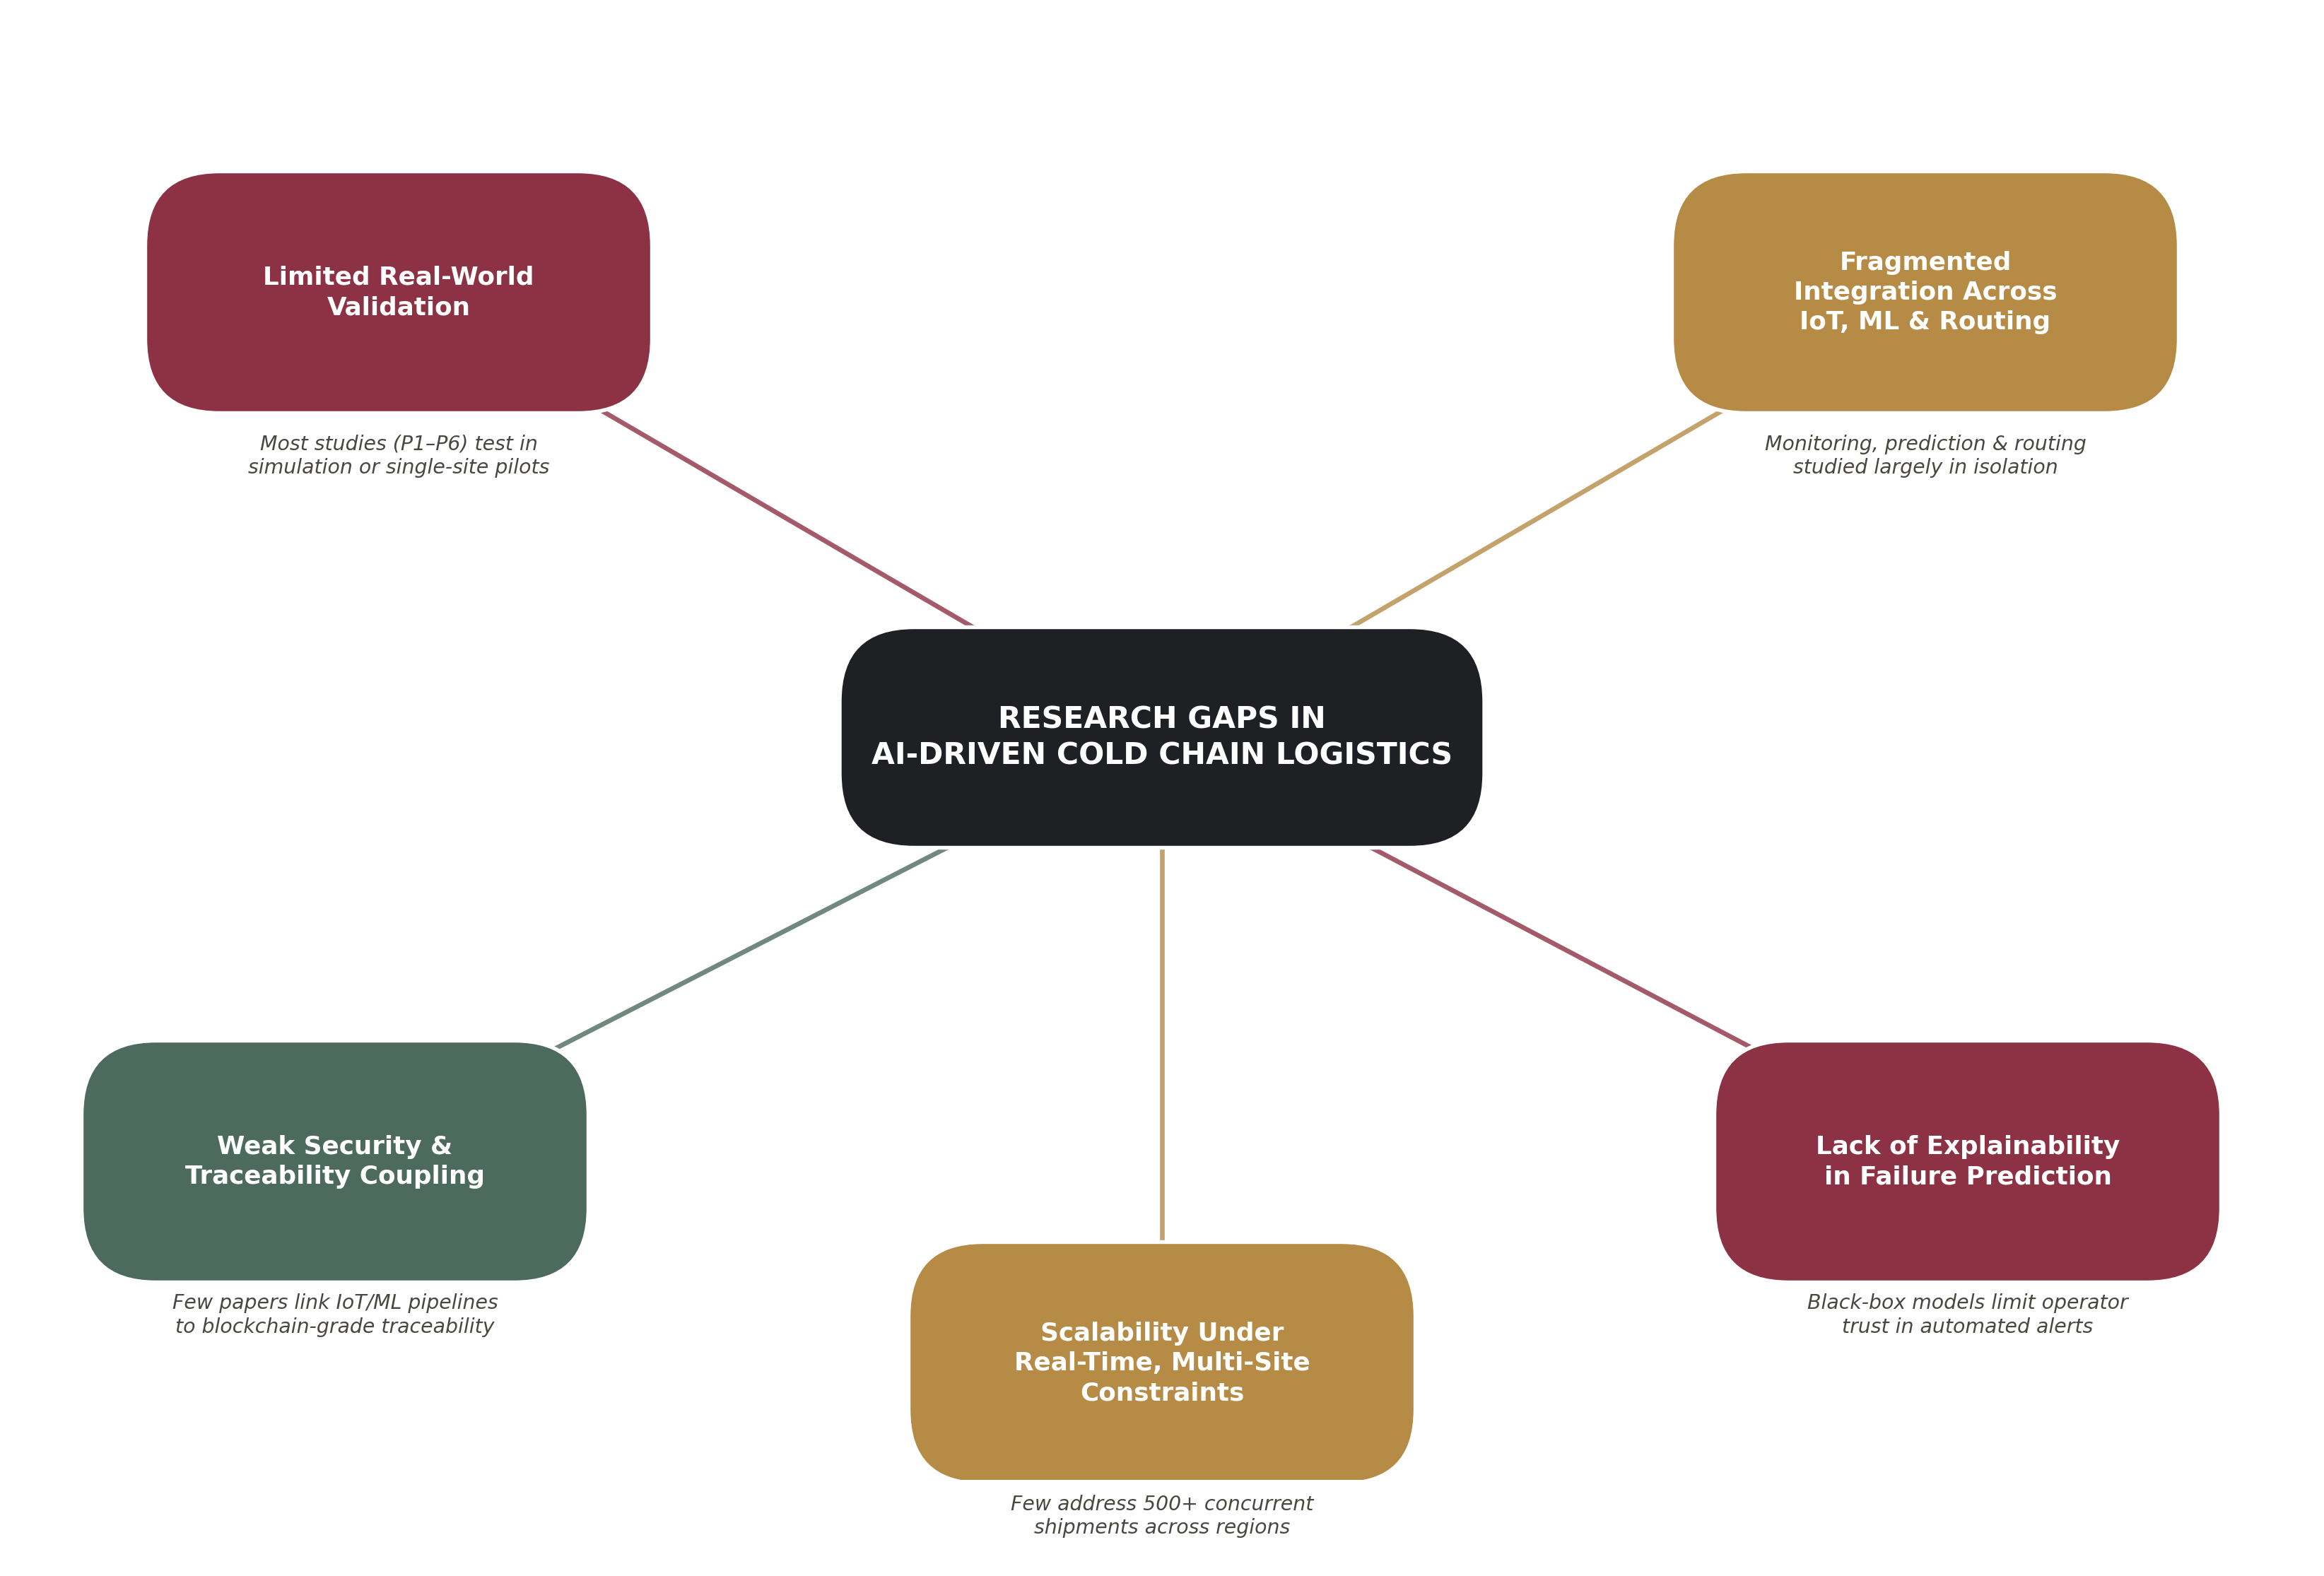 Limited Real-World
Validation
Most studies (P1–P6) test in
simulation or single-site pilots
Fragmented
Integration Across
IoT, ML & Routing
Monitoring, prediction & routing
studied largely in isolation
RESEARCH GAPS IN
AI-DRIVEN COLD CHAIN LOGISTICS
Weak Security &
Traceability Coupling
Few papers link IoT/ML pipelines
to blockchain-grade traceability
Scalability Under
Real-Time, Multi-Site
Constraints
Few address 500+ concurrent
shipments across regions
Lack of Explainability
in Failure Prediction
Black-box models limit operator
trust in automated alerts